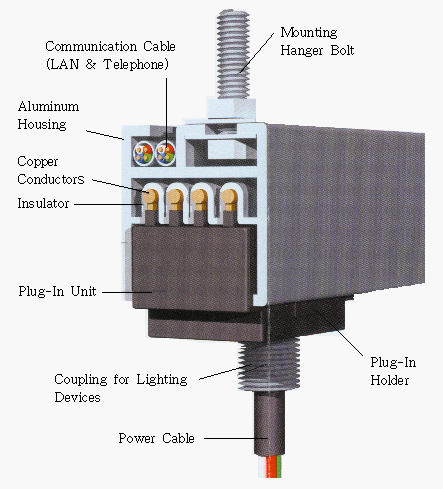 Communication Cable
(LAN & Telephone)
Mounting
Hanger Bolt
Aluminum
Housing
Copper
Conductors
Insulator
Plug-In Unit
Plug-In
Holder
Coupling for Lighting
Devices
Power Cable